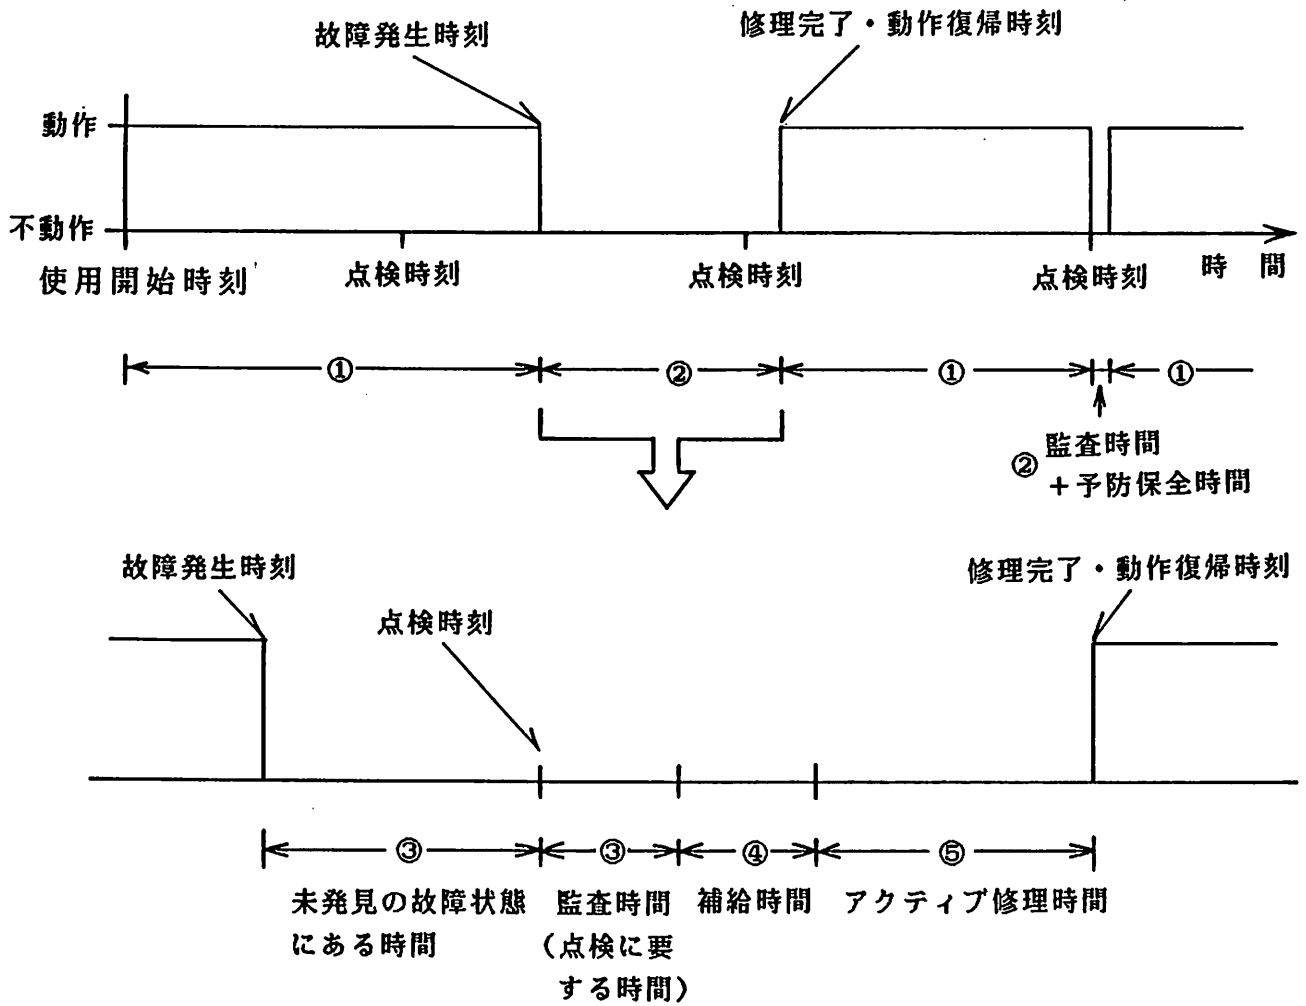 故障発生時刻
修理完了・動作復帰時刻
動作
不動作
使用開始時刻
点検時刻
点検時刻
点検時刻
時 間
①
②
①
①
② 監査時間
+予防保全時間
故障発生時刻
修理完了・動作復帰時刻
点検時刻
③
③
④
⑤
未発見の故障状態
にある時間
監査時間
(点検に要
する時間)
補給時間
アクティブ修理時間